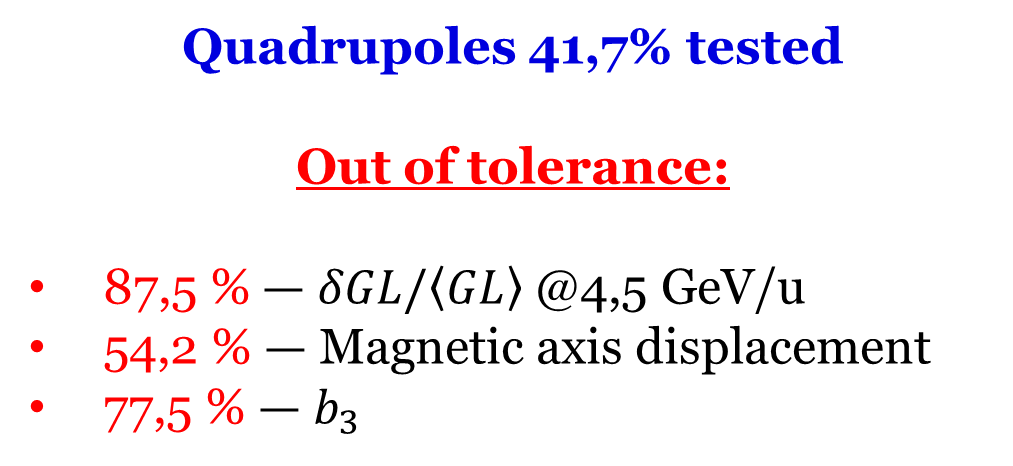 Quadrupoles 41,7% tested
Out of tolerance:
• 87,5 % — 𝛿𝐺𝐿/⟨𝐺𝐿⟩ @4,5 GeV/u
• 54,2 % — Magnetic axis displacement
• 77,5 % — 𝑏₃